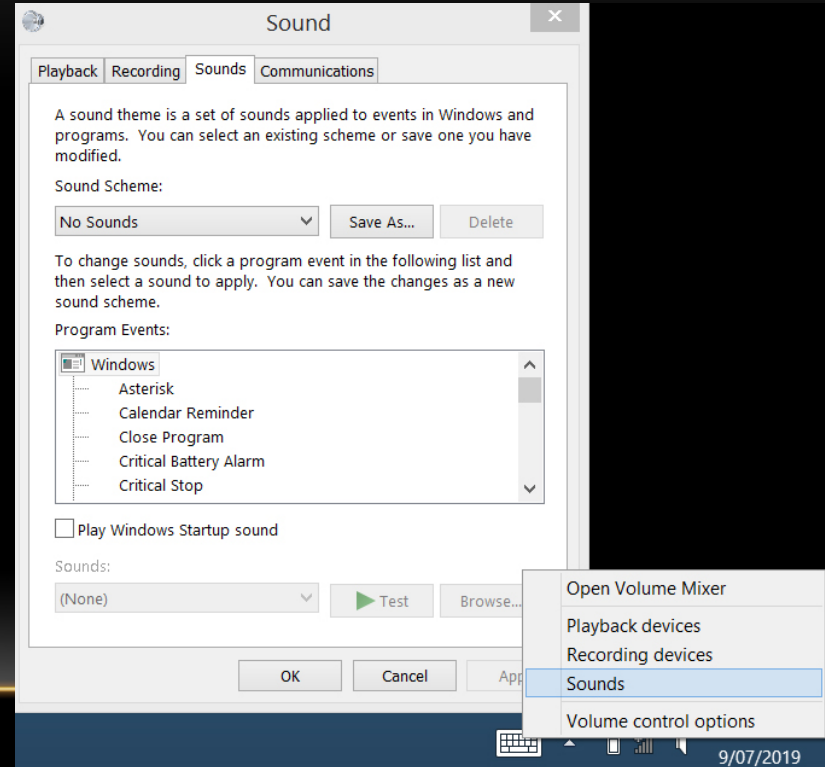 Sound
Playback Recording Sounds Communications
A sound theme is a set of sounds applied to events in Windows and
programs. You can select an existing scheme or save one you have
modified.
Sound Scheme:
No Sounds Save As... Delete
To change sounds, click a program event in the following list and
then select a sound to apply. You can save the changes as a new
sound scheme.
Program Events:
Windows
Asterisk
Calendar Reminder
Close Program
Critical Battery Alarm
Critical Stop
Play Windows Startup sound
Sounds:
(None) Test Browse...
OK Cancel
Open Volume Mixer
Playback devices
Recording devices
Sounds
Volume control options
9/07/2019